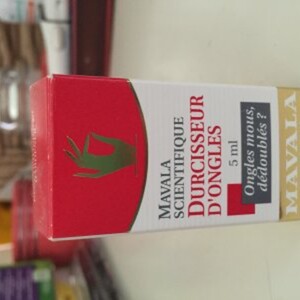 MAVALA
SCIENTIFIQUE
DURCISSEUR
D'ONGLES
5 ml
Ongles mous,
dédoublés ?
MAVALA